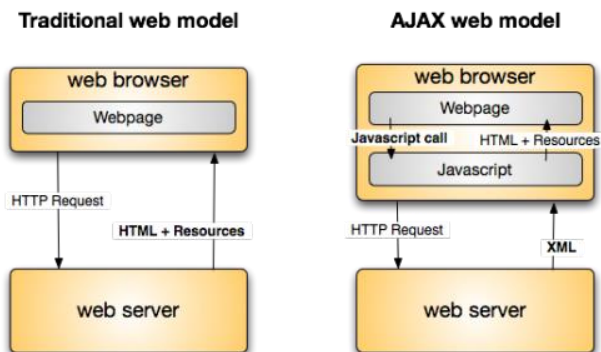 Traditional web model
web browser
Webpage
HTTP Request
HTML + Resources
web server
AJAX web model
web browser
Webpage
Javascript call
HTML + Resources
Javascript
HTTP Request
XML
web server